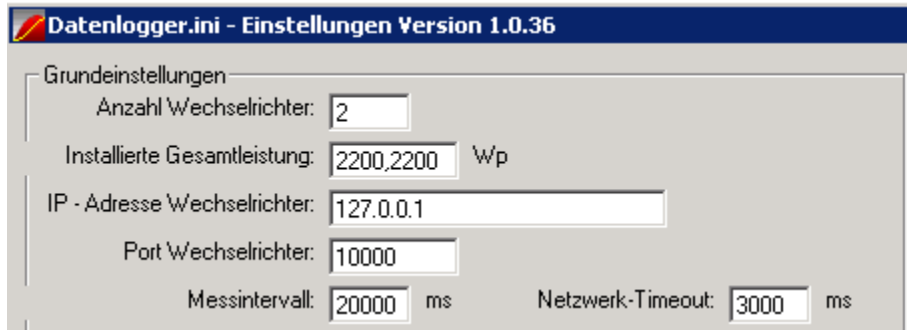 Datenlogger.ini - Einstellungen Version 1.0.36
Grundeinstellungen
Anzahl Wechselrichter: 2
Installierte Gesamtleistung: 2200,2200 Wp
IP - Adresse Wechselrichter: 127.0.0.1
Port Wechselrichter: 10000
Messintervall: 20000 ms Netzwerk-Timeout: 3000 ms